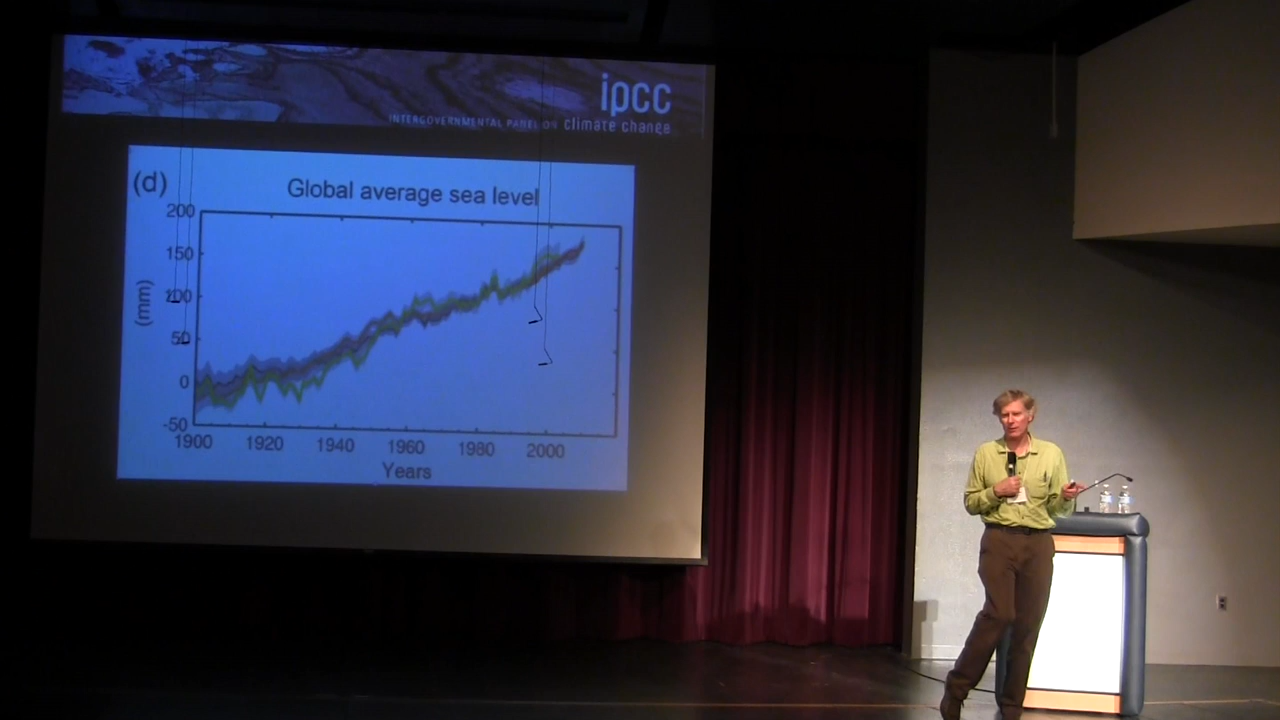 ipcc
INTERGOVERNMENTAL PANEL ON climate change
(d)
Global average sea level
200
150
100
50
0
-50
(mm)
1900 1920 1940 1960 1980 2000
Years